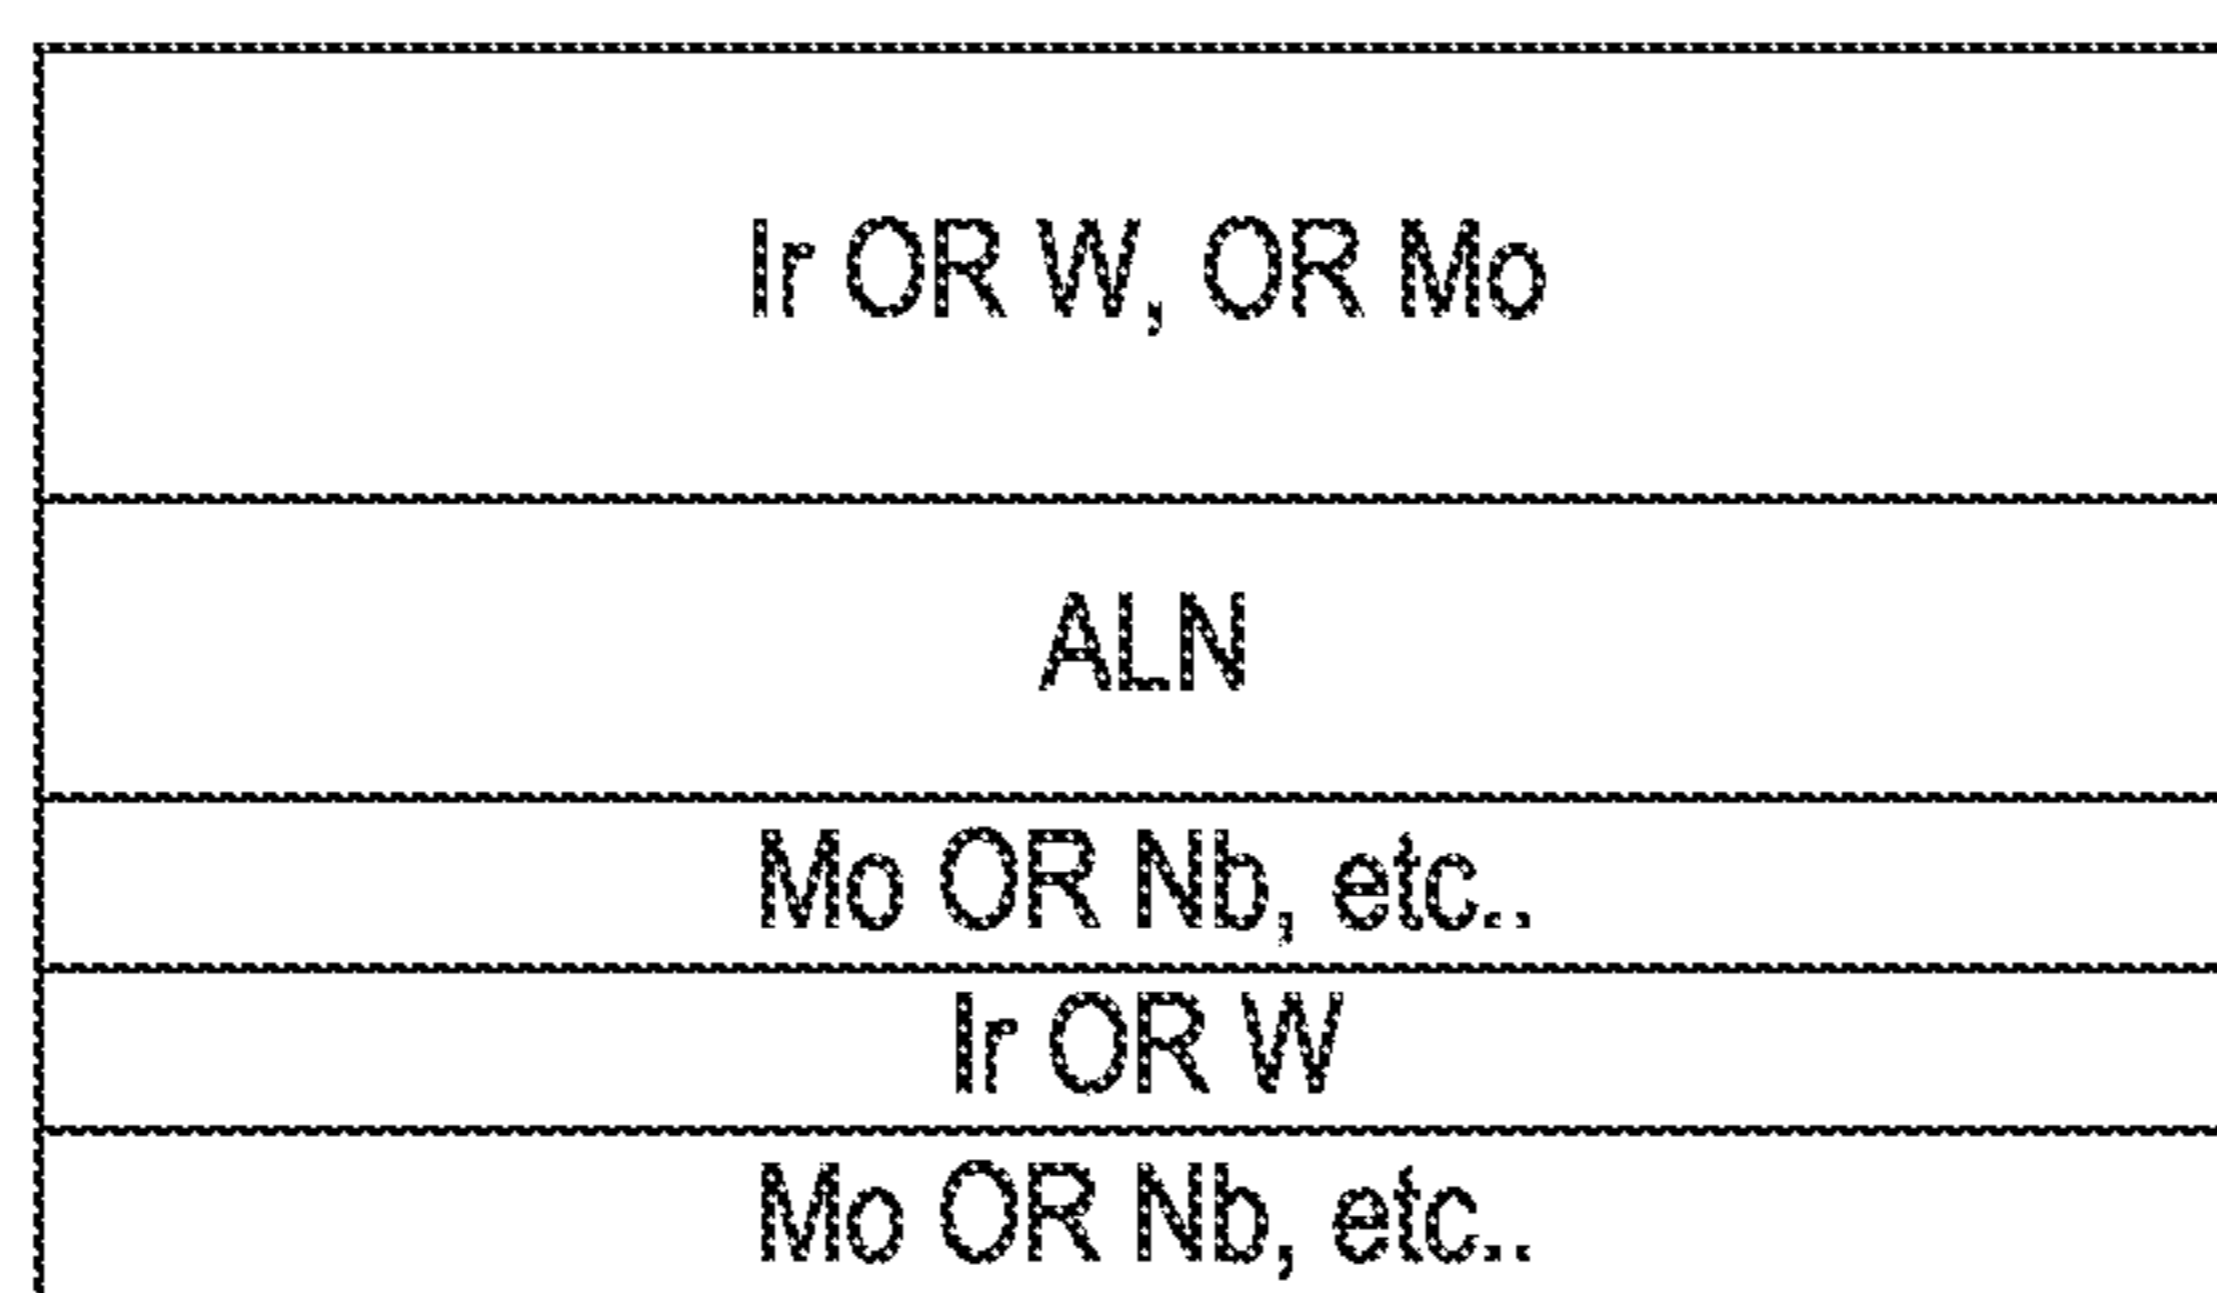 Ir OR W, OR Mo
ALN
Mo OR Nb, etc..
Ir OR W
Mo OR Nb, etc..